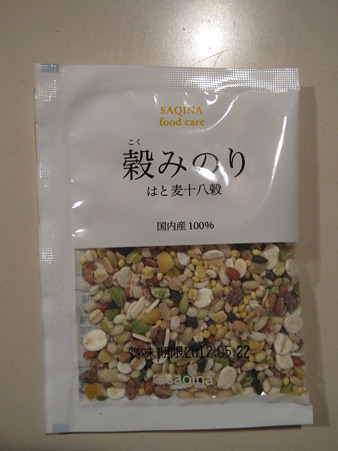 SAQINA
food care
こく
穀みのり
はと麦十八穀
国内産100%
賞味期限2012.05.22
saqina